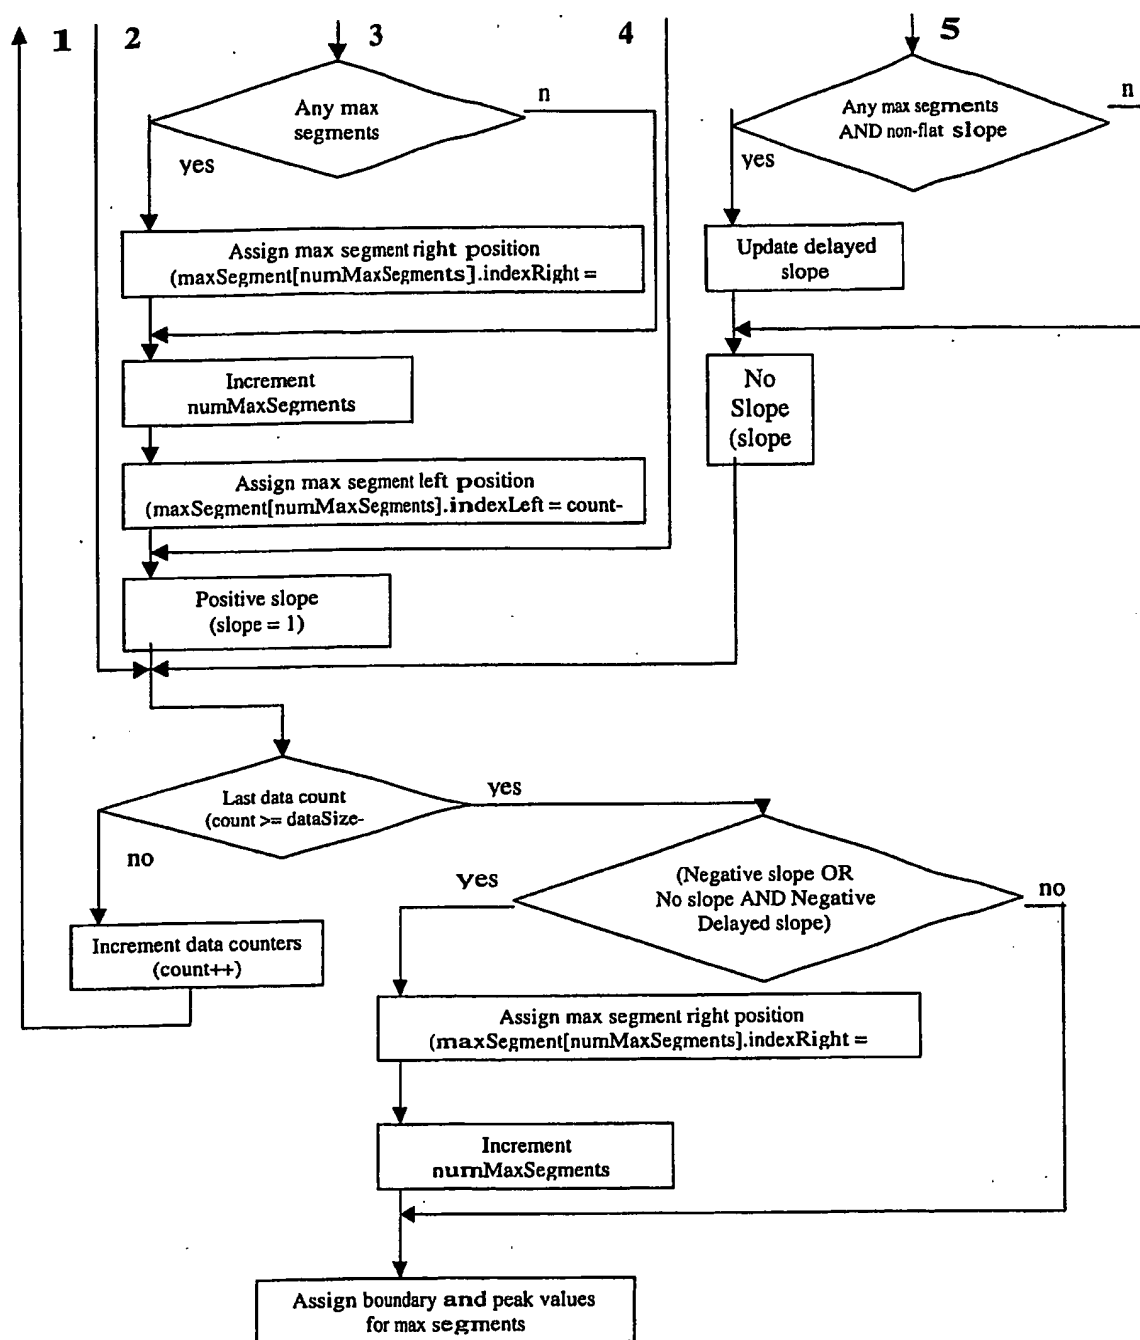 1 2 3 4 5
Any max
segments
n
yes
Any max segments
AND non-flat slope
n
yes
Assign max segment right position
(maxSegment[numMaxSegments].indexRight =
Update delayed
slope
Increment
numMaxSegments
No
Slope
(slope
Assign max segment left position
(maxSegment[numMaxSegments].indexLeft = count-
Positive slope
(slope = 1)
Last data count
(count >= dataSize-
yes
no
(Negative slope OR
No slope AND Negative
Delayed slope)
yes
no
Increment data counters
(count++)
Assign max segment right position
(maxSegment[numMaxSegments].indexRight =
Increment
numMaxSegments
Assign boundary and peak values
for max segments